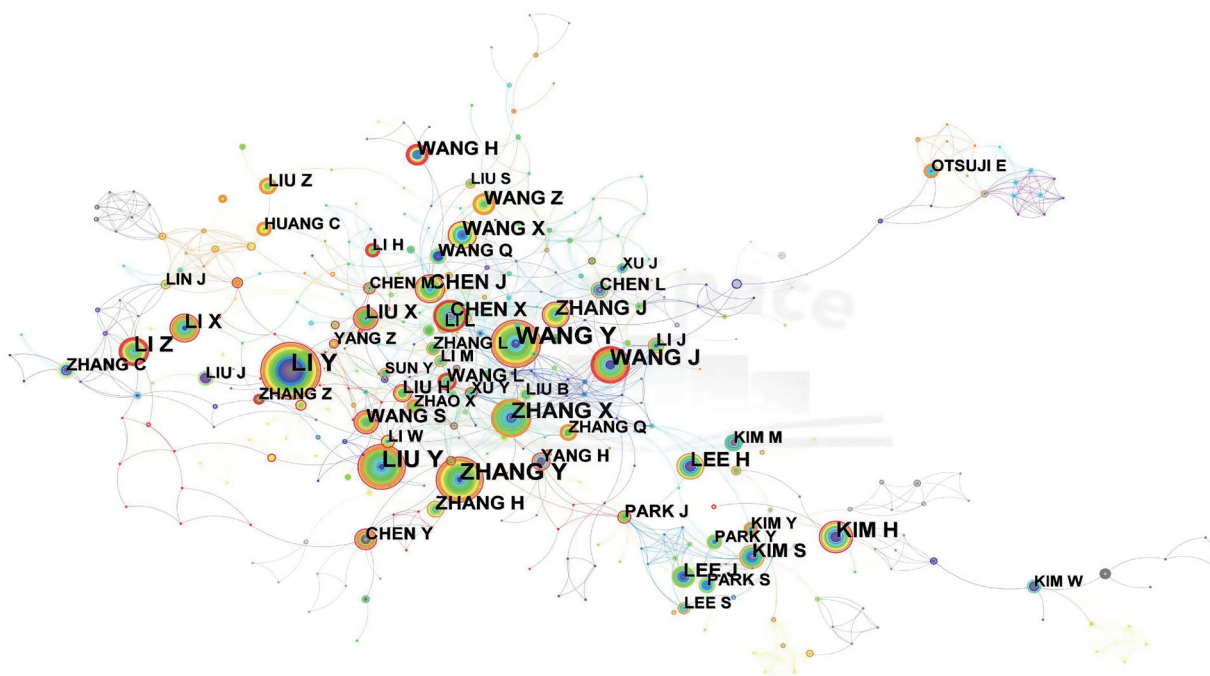 WANG H
OTSUJI E
LIU Z
LIU S
WANG Z
HUANG C
WANG X
LI H
WANG Q
XU J
LIN J
CHEN M
CHEN J
CHEN L
CHEN X
ZHANG J
LIU X
LI L
LI X
WANG Y
YANG Z
ZHANG L
LI J
LI Z
LI M
WANG J
LI Y
ZHANG C
SUN Y
LIU J
WANG L
ZHANG Z
LIU H
XU Y
LIU B
ZHAO X
ZHANG X
WANG S
ZHANG Q
LI W
KIM M
YANG H
LIU Y
LEE H
ZHANG Y
ZHANG H
PARK J
KIM Y
KIM H
CHEN Y
PARK Y
KIM S
LEE J
PARK S
KIM W
LEE S